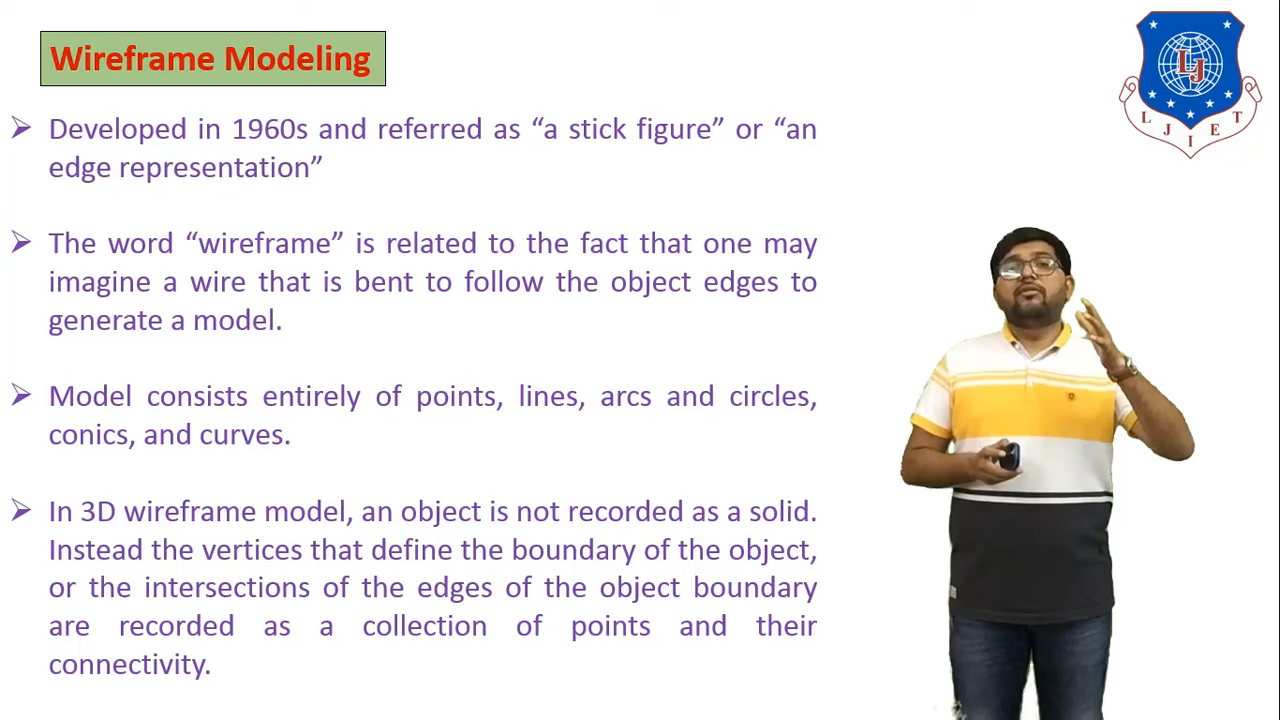 Wireframe Modeling
Developed in 1960s and referred as “a stick figure” or “an
edge representation”
The word “wireframe” is related to the fact that one may
imagine a wire that is bent to follow the object edges to
generate a model.
Model consists entirely of points, lines, arcs and circles,
conics, and curves.
In 3D wireframe model, an object is not recorded as a solid.
Instead the vertices that define the boundary of the object,
or the intersections of the edges of the object boundary
are recorded as a collection of points and their
connectivity.
LJ
L J I E T